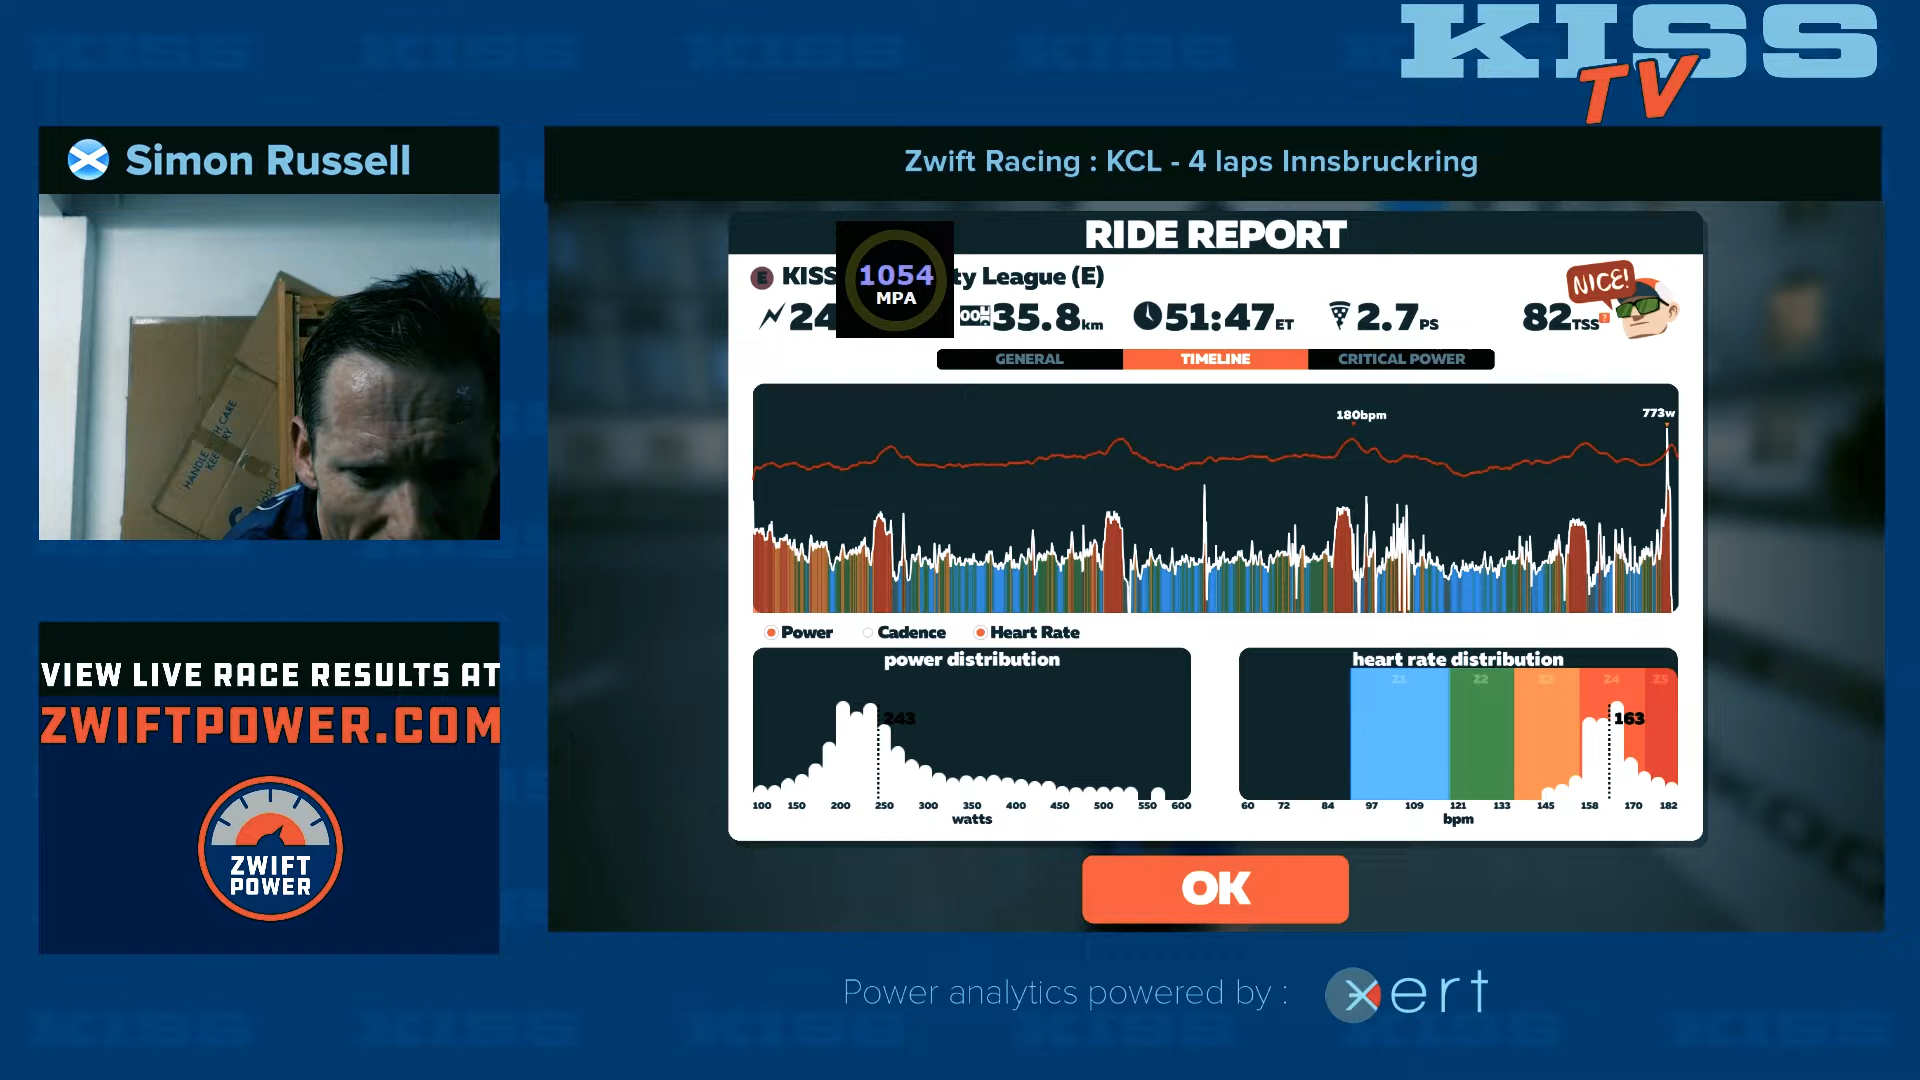 KISS
TV
Simon Russell
Zwift Racing : KCL - 4 laps Innsbruckring
HANDLE
H CARE
RIDE REPORT
1054
MPA
E KISS
ty League (E)
24
35.8km
51:47ET
2.7PS
82TSS
?
NICE!
GENERAL
TIMELINE
CRITICAL POWER
180bpm
773w
Power
Cadence
Heart Rate
power distribution
243
100 150 200 250 300 350 400 450 500 550 600
watts
heart rate distribution
Z1 Z2 Z3 Z4 Z5
163
60 72 84 97 109 121 133 145 158 170 182
bpm
OK
VIEW LIVE RACE RESULTS AT
ZWIFTPOWER.COM
ZWIFT
POWER
Power analytics powered by :
xert